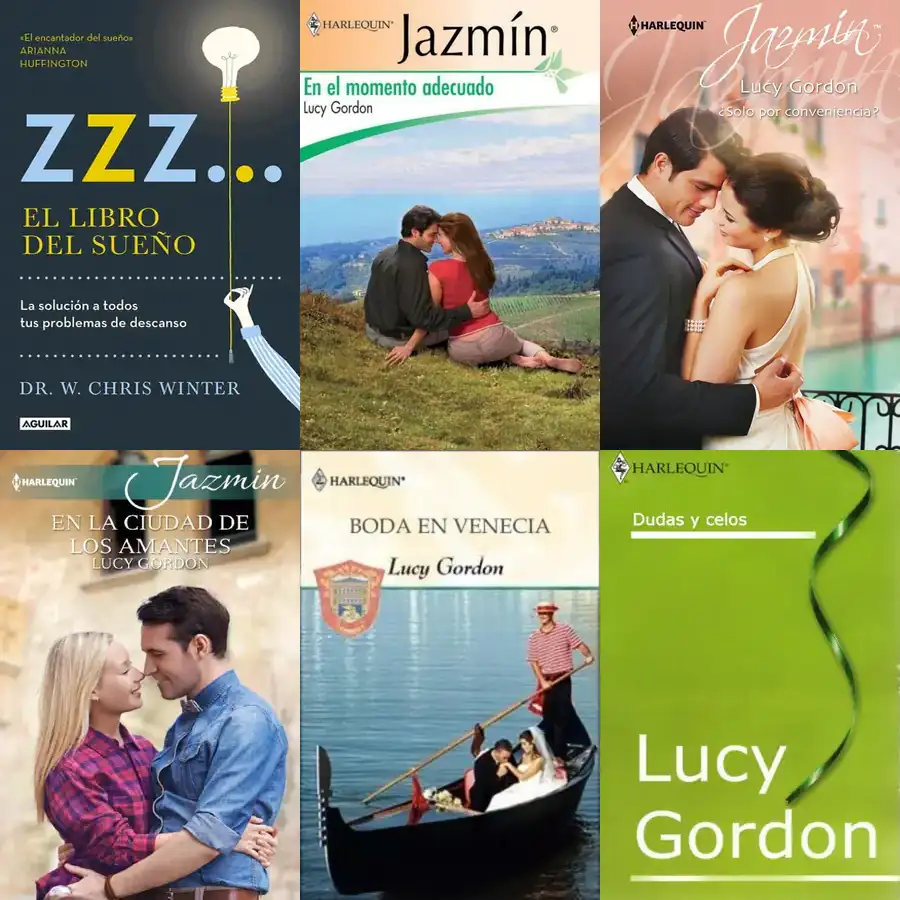 «El encantador del sueño»
ARIANNA
HUFFINGTON
ZZZ...
EL LIBRO
DEL SUEÑO
La solución a todos
tus problemas de descanso
DR. W. CHRIS WINTER
AGUILAR
HARLEQUIN
Jazmín®
En el momento adecuado
Lucy Gordon
HARLEQUIN
Jazmín™
Jazmín
Lucy Gordon
¿Solo por conveniencia?
HARLEQUIN
Jazmín
EN LA CIUDAD DE
LOS AMANTES
LUCY GORDON
HARLEQUIN®
BODA EN VENECIA
Lucy Gordon
HARLEQUIN®
Dudas y celos
Lucy
Gordon